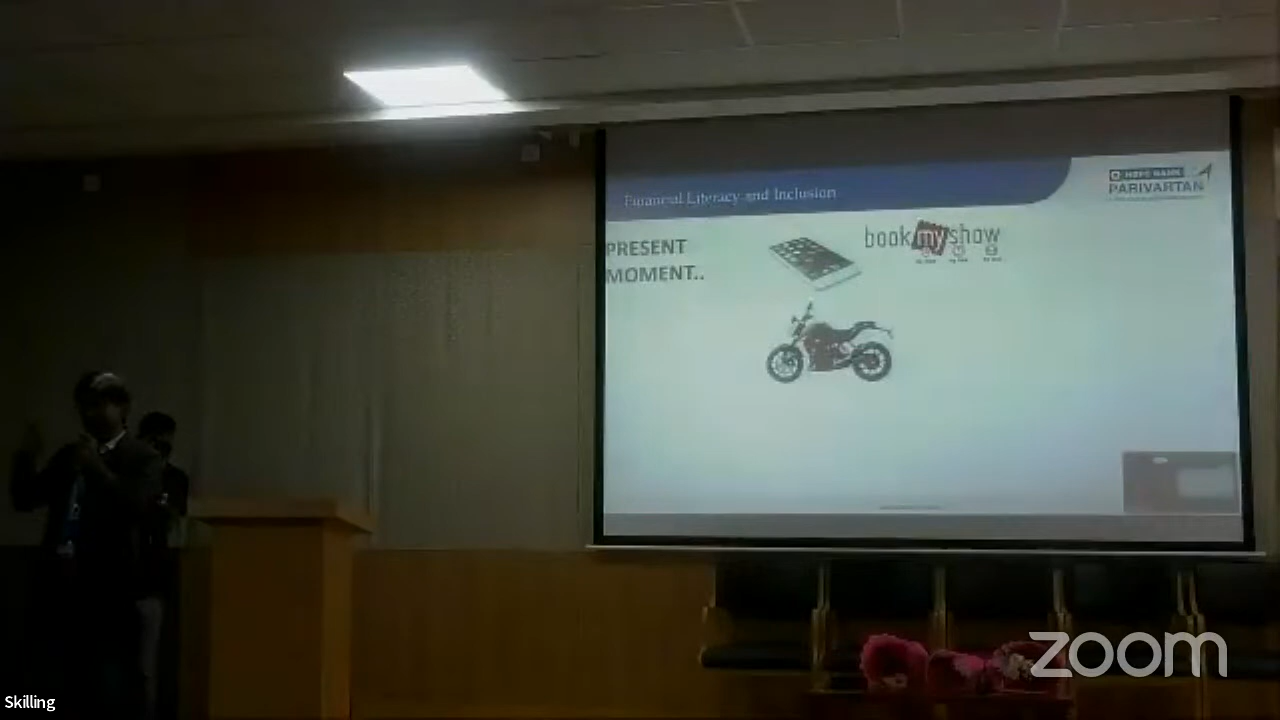 Financial Literacy and Inclusion
HDFC BANK
PARIVARTAN
PRESENT
MOMENT..
bookmyshow
zoom
Skilling